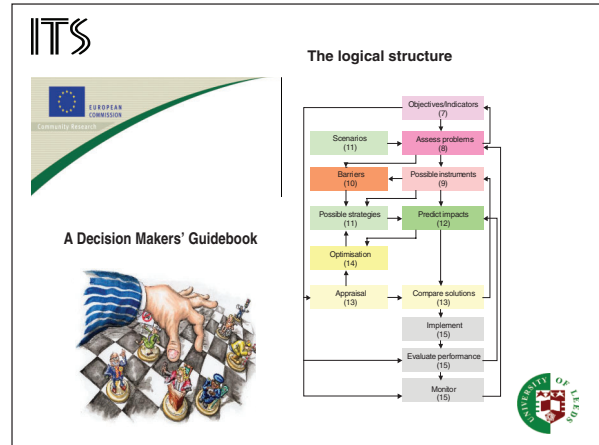 ITS
The logical structure
EUROPEAN
COMMISSION
Community Research
A Decision Makers' Guidebook
Objectives/Indicators
(7)
Scenarios
(11)
Assess problems
(8)
Barriers
(10)
Possible instruments
(9)
Possible strategies
(11)
Predict impacts
(12)
Optimisation
(14)
Appraisal
(13)
Compare solutions
(13)
Implement
(15)
Evaluate performance
(15)
Monitor
(15)
UNIVERSITY OF LEEDS